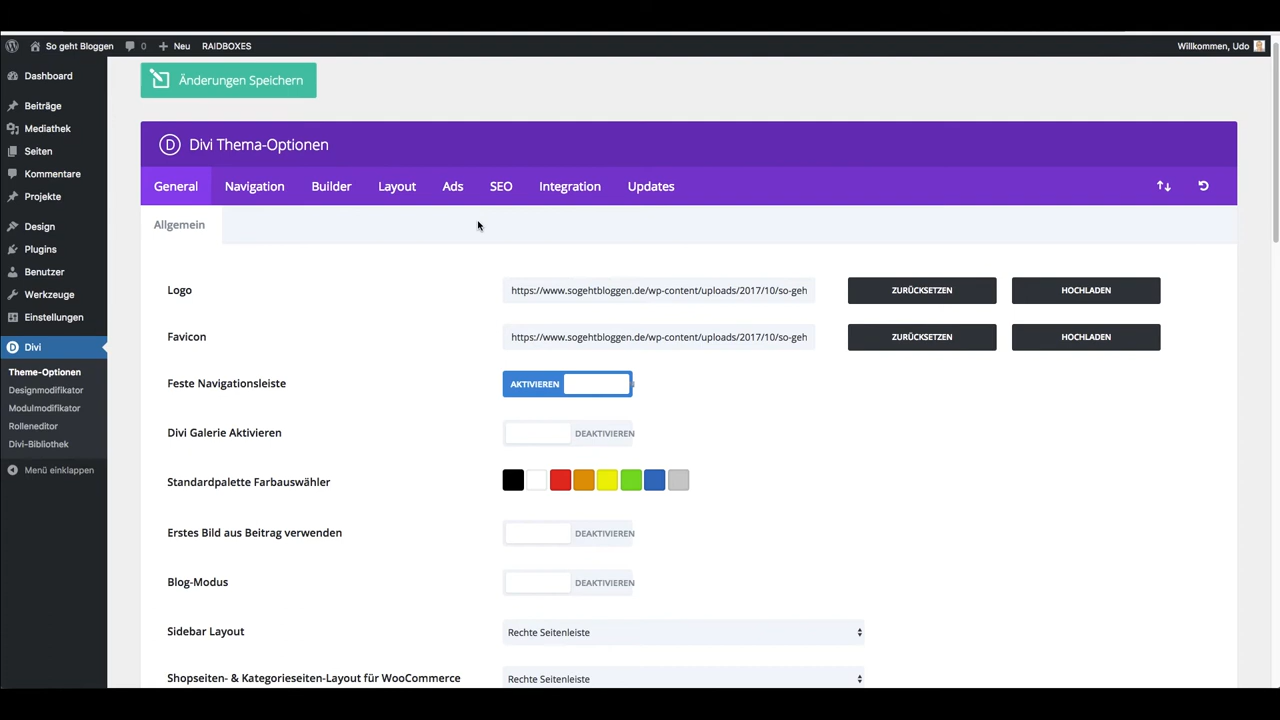 So geht Bloggen 0 Neu RAIDBOXES Willkommen, Udo
Dashboard
Beiträge
Mediathek
Seiten
Kommentare
Projekte
Design
Plugins
Benutzer
Werkzeuge
Einstellungen
Divi
Theme-Optionen
Designmodifikator
Modulmodifikator
Rolleneditor
Divi-Bibliothek
Menü einklappen
Änderungen Speichern
D Divi Thema-Optionen
General Navigation Builder Layout Ads SEO Integration Updates
Allgemein
Logo https://www.sogehtbloggen.de/wp-content/uploads/2017/10/so-geh ZURÜCKSETZEN HOCHLADEN
Favicon https://www.sogehtbloggen.de/wp-content/uploads/2017/10/so-geh ZURÜCKSETZEN HOCHLADEN
Feste Navigationsleiste AKTIVIEREN
Divi Galerie Aktivieren DEAKTIVIEREN
Standardpalette Farbauswähler
Erstes Bild aus Beitrag verwenden DEAKTIVIEREN
Blog-Modus DEAKTIVIEREN
Sidebar Layout Rechte Seitenleiste
Shopseiten- & Kategorieseiten-Layout für WooCommerce Rechte Seitenleiste